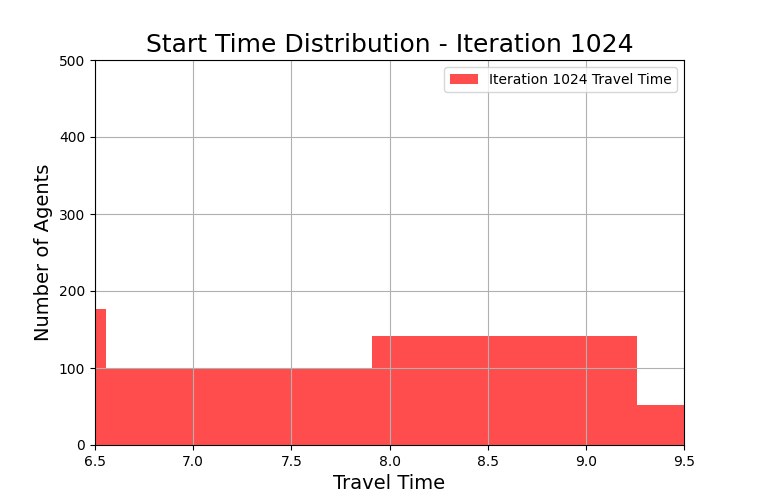 Start Time Distribution - Iteration 1024
500
400
300
200
100
0
Number of Agents
Iteration 1024 Travel Time
6.5 7.0 7.5 8.0 8.5 9.0 9.5
Travel Time